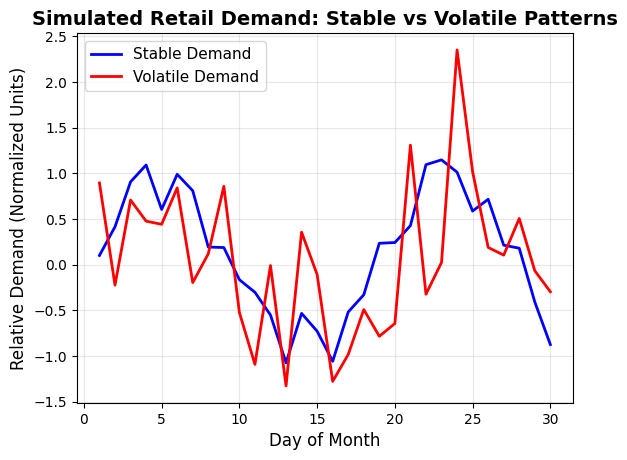 Simulated Retail Demand: Stable vs Volatile Patterns
Stable Demand
Volatile Demand
Relative Demand (Normalized Units)
2.5
2.0
1.5
1.0
0.5
0.0
−0.5
−1.0
−1.5
0 5 10 15 20 25 30
Day of Month